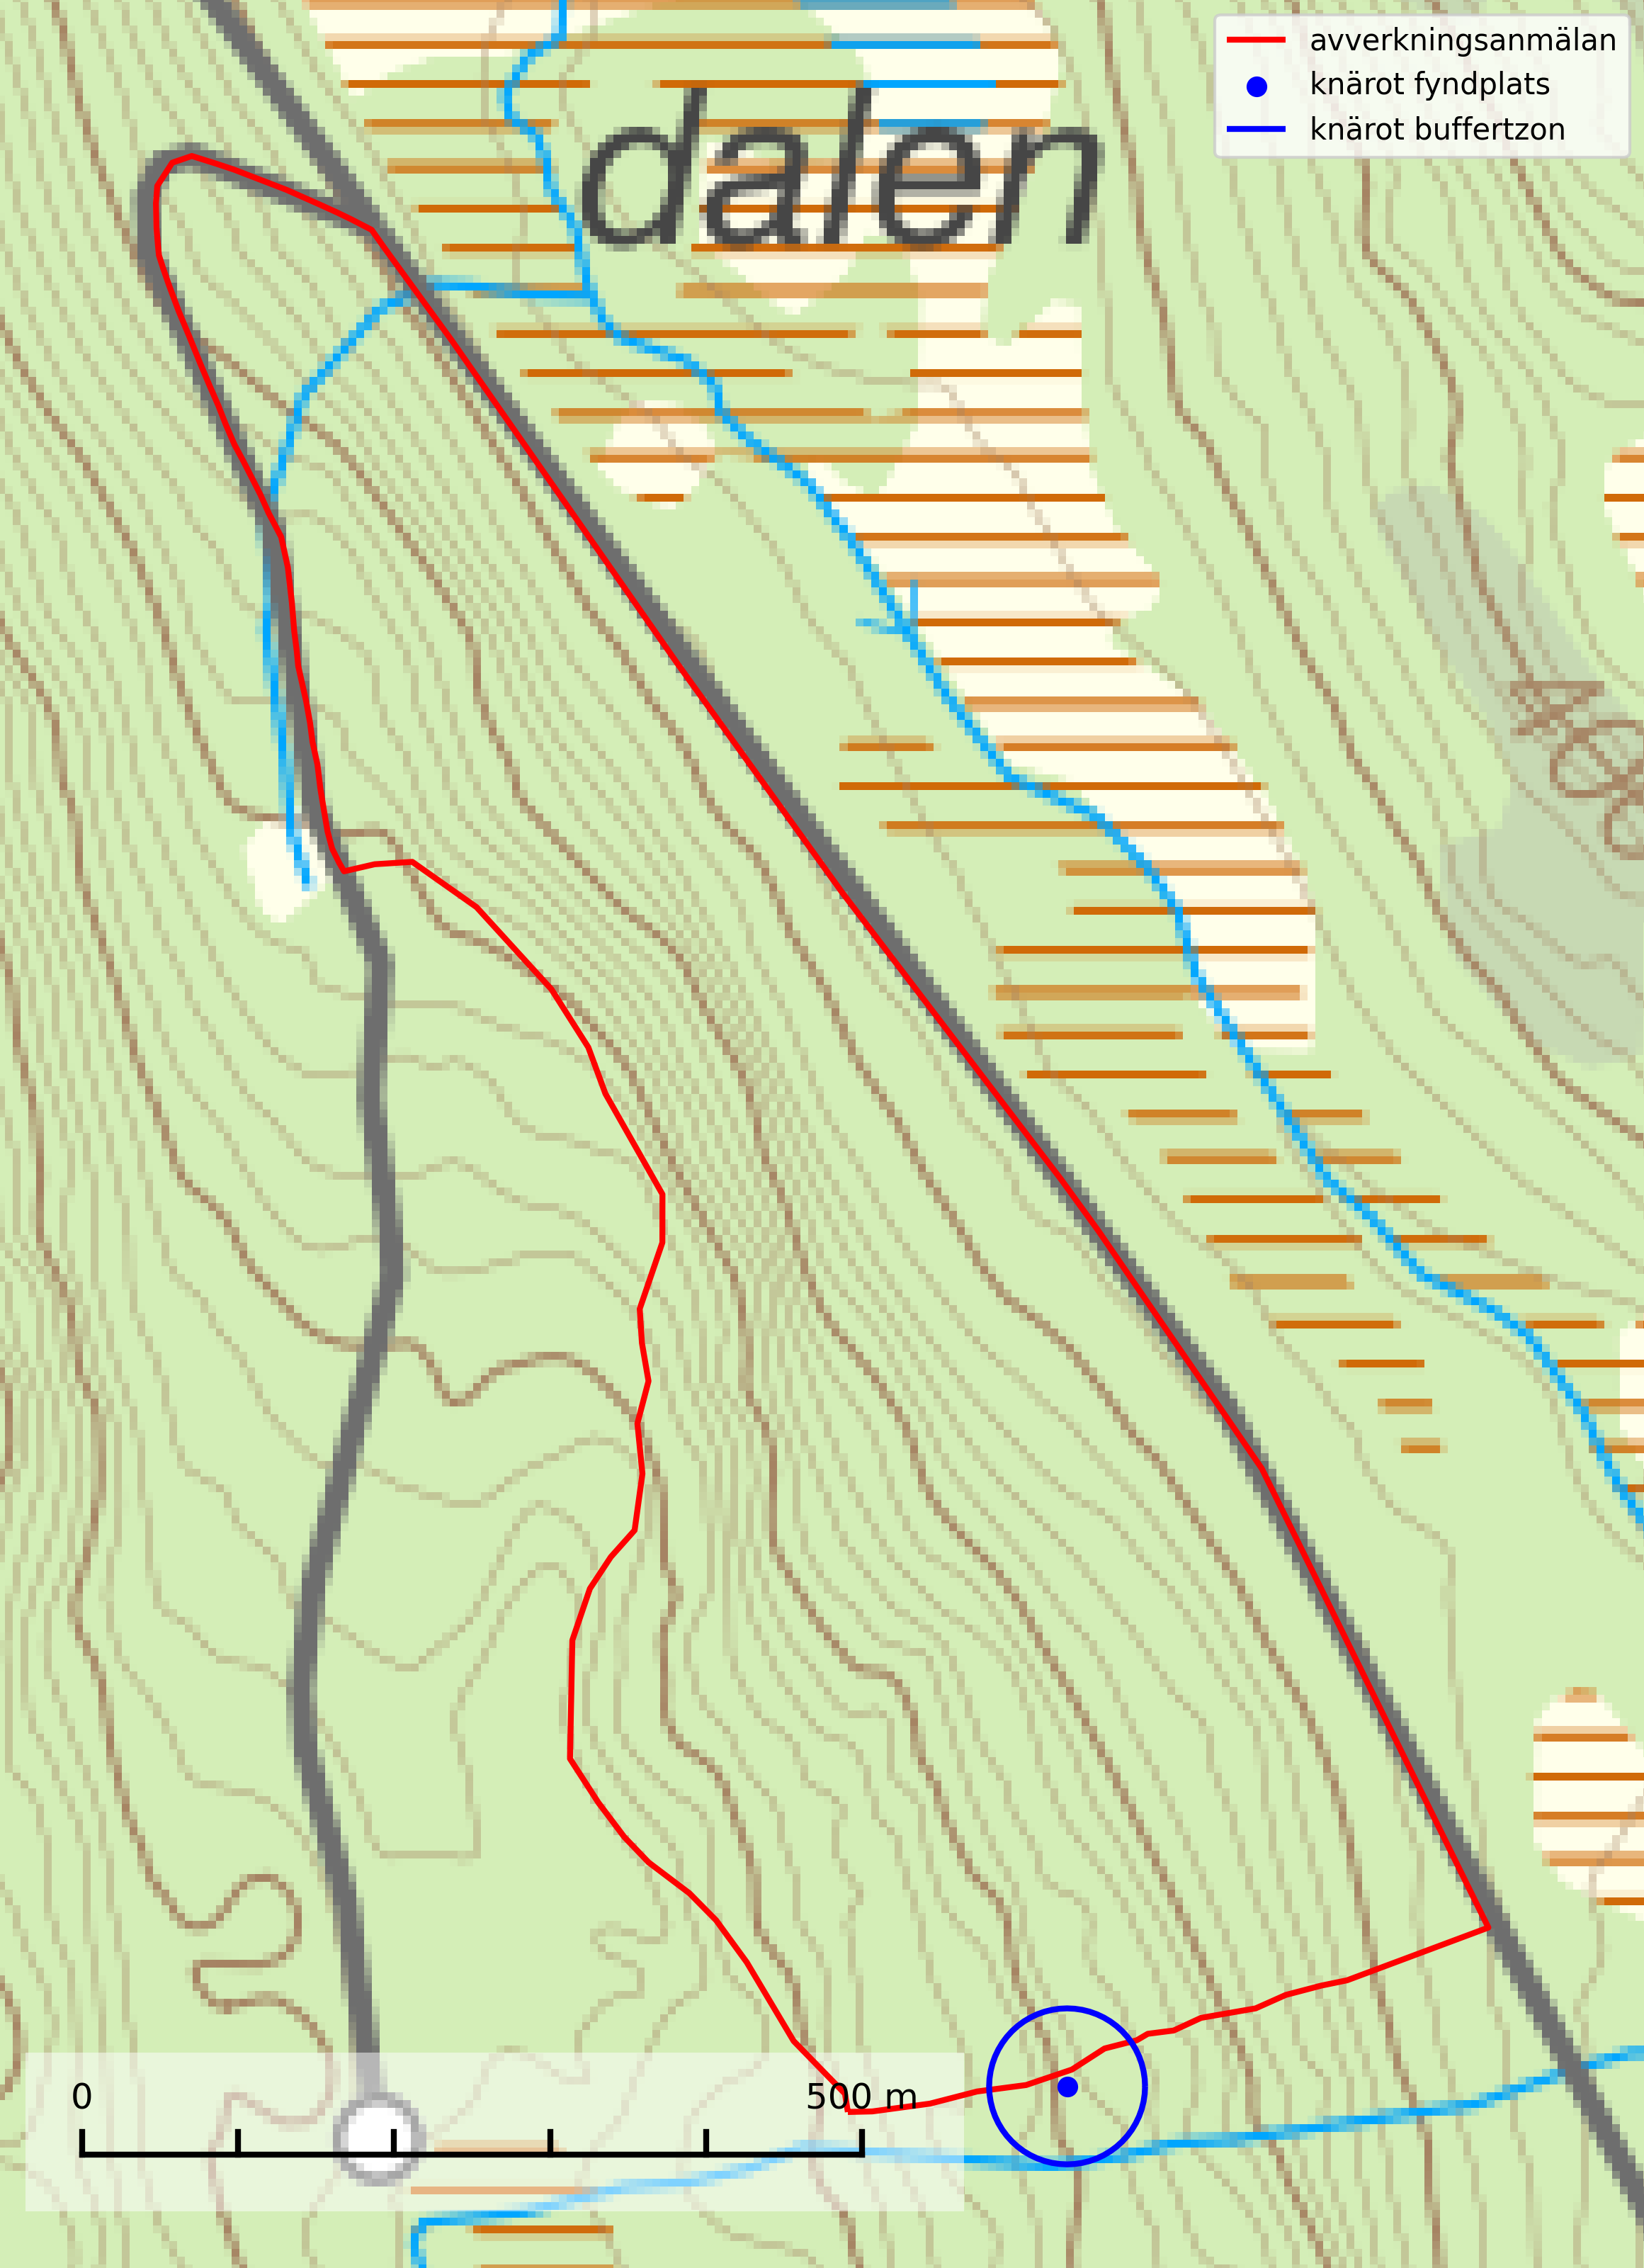 avverkningsanmälan
knärot fyndplats
knärot buffertzon
dalen
0 500 m